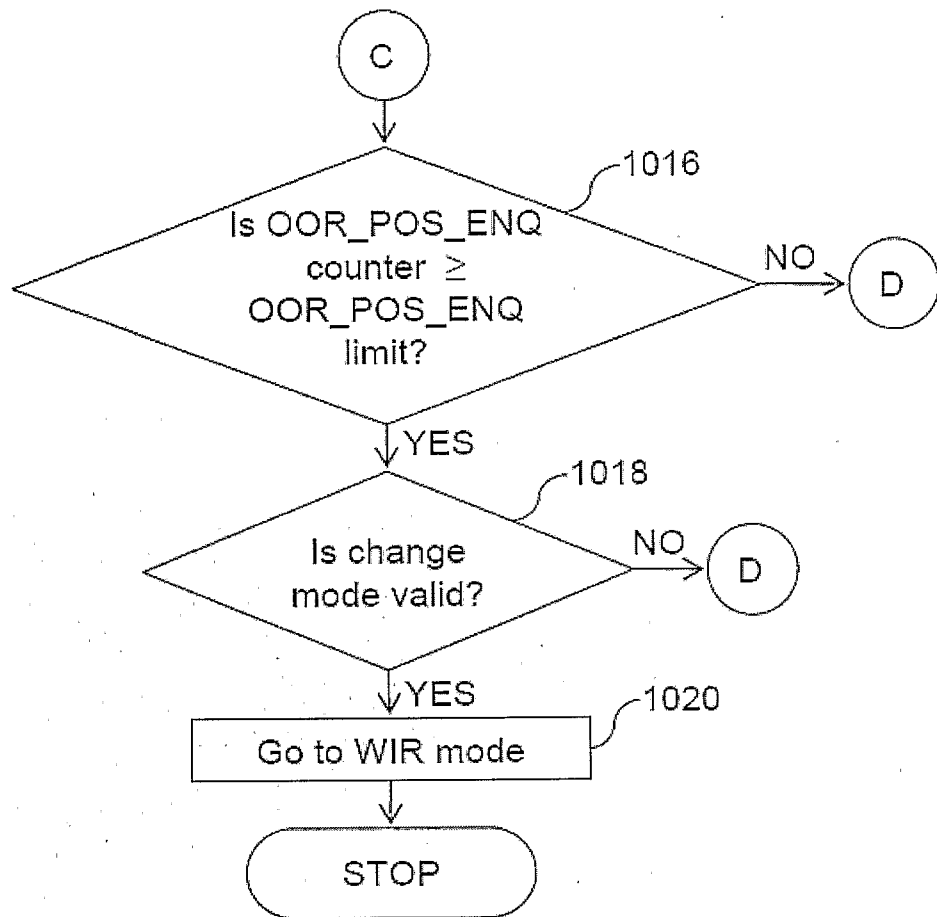 C
1016
Is OOR_POS_ENQ
counter ≥
OOR_POS_ENQ
limit?
NO
D
YES
1018
Is change
mode valid?
NO
D
YES
1020
Go to WIR mode
STOP